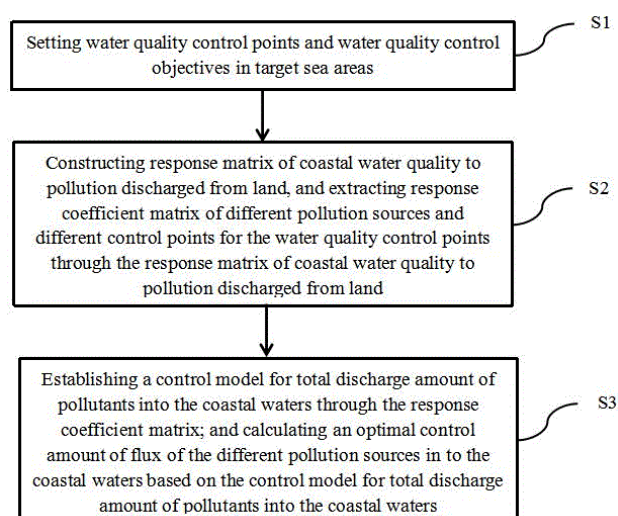 Setting water quality control points and water quality control
objectives in target sea areas
S1
Constructing response matrix of coastal water quality to
pollution discharged from land, and extracting response
coefficient matrix of different pollution sources and
different control points for the water quality control points
through the response matrix of coastal water quality to
pollution discharged from land
S2
Establishing a control model for total discharge amount of
pollutants into the coastal waters through the response
coefficient matrix; and calculating an optimal control
amount of flux of the different pollution sources in to the
coastal waters based on the control model for total discharge
amount of pollutants into the coastal waters
S3